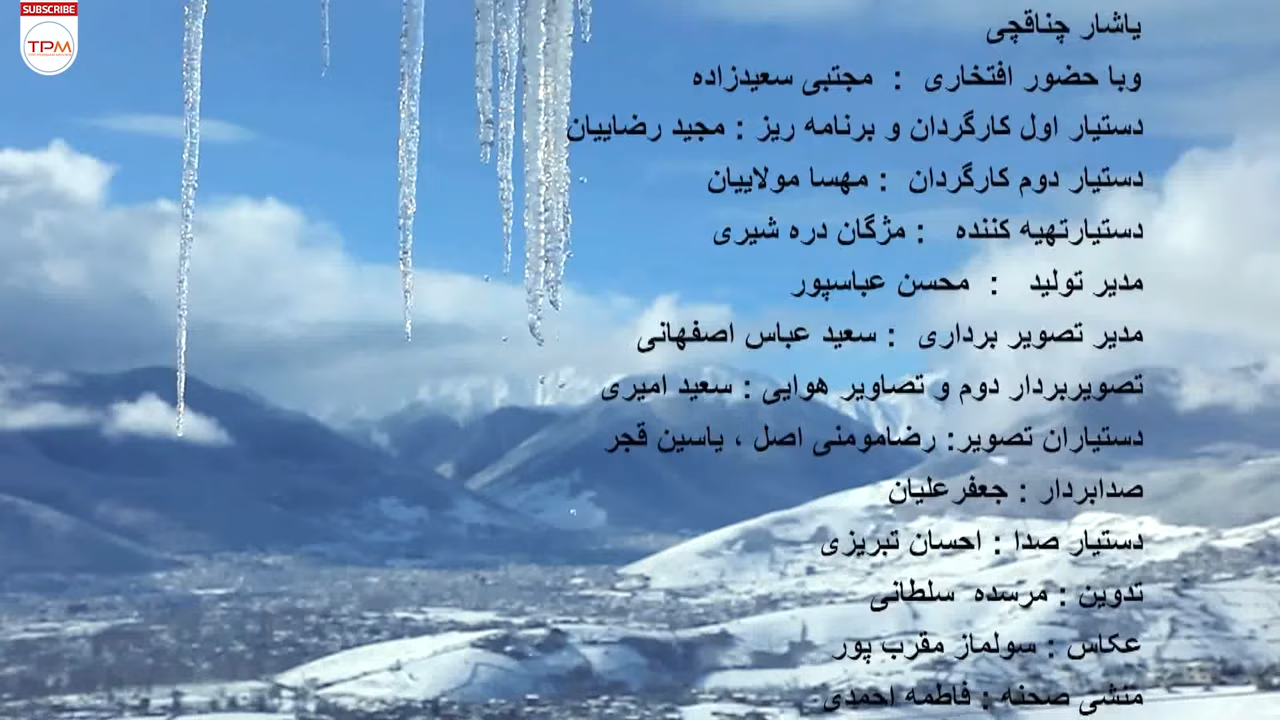 SUBSCRIBE
TPM
یاشار چناقچی
وبا حضور افتخاری : مجتبی سعیدزاده
دستیار اول کارگردان و برنامه ریز : مجید رضاییان
دستیار دوم کارگردان : مهسا مولاییان
دستیارتهیه کننده : مژگان دره شیری
مدیر تولید : محسن عباسپور
مدیر تصویر برداری : سعید عباس اصفهانی
تصویربردار دوم و تصاویر هوایی : سعید امیری
دستیاران تصویر: رضامومنی اصل ، یاسین قجر
صدابردار : جعفرعلیان
دستیار صدا : احسان تبریزی
تدوین : مرسده سلطانی
عکاس : سولماز مقرب پور
منشی صحنه : فاطمه احمدی